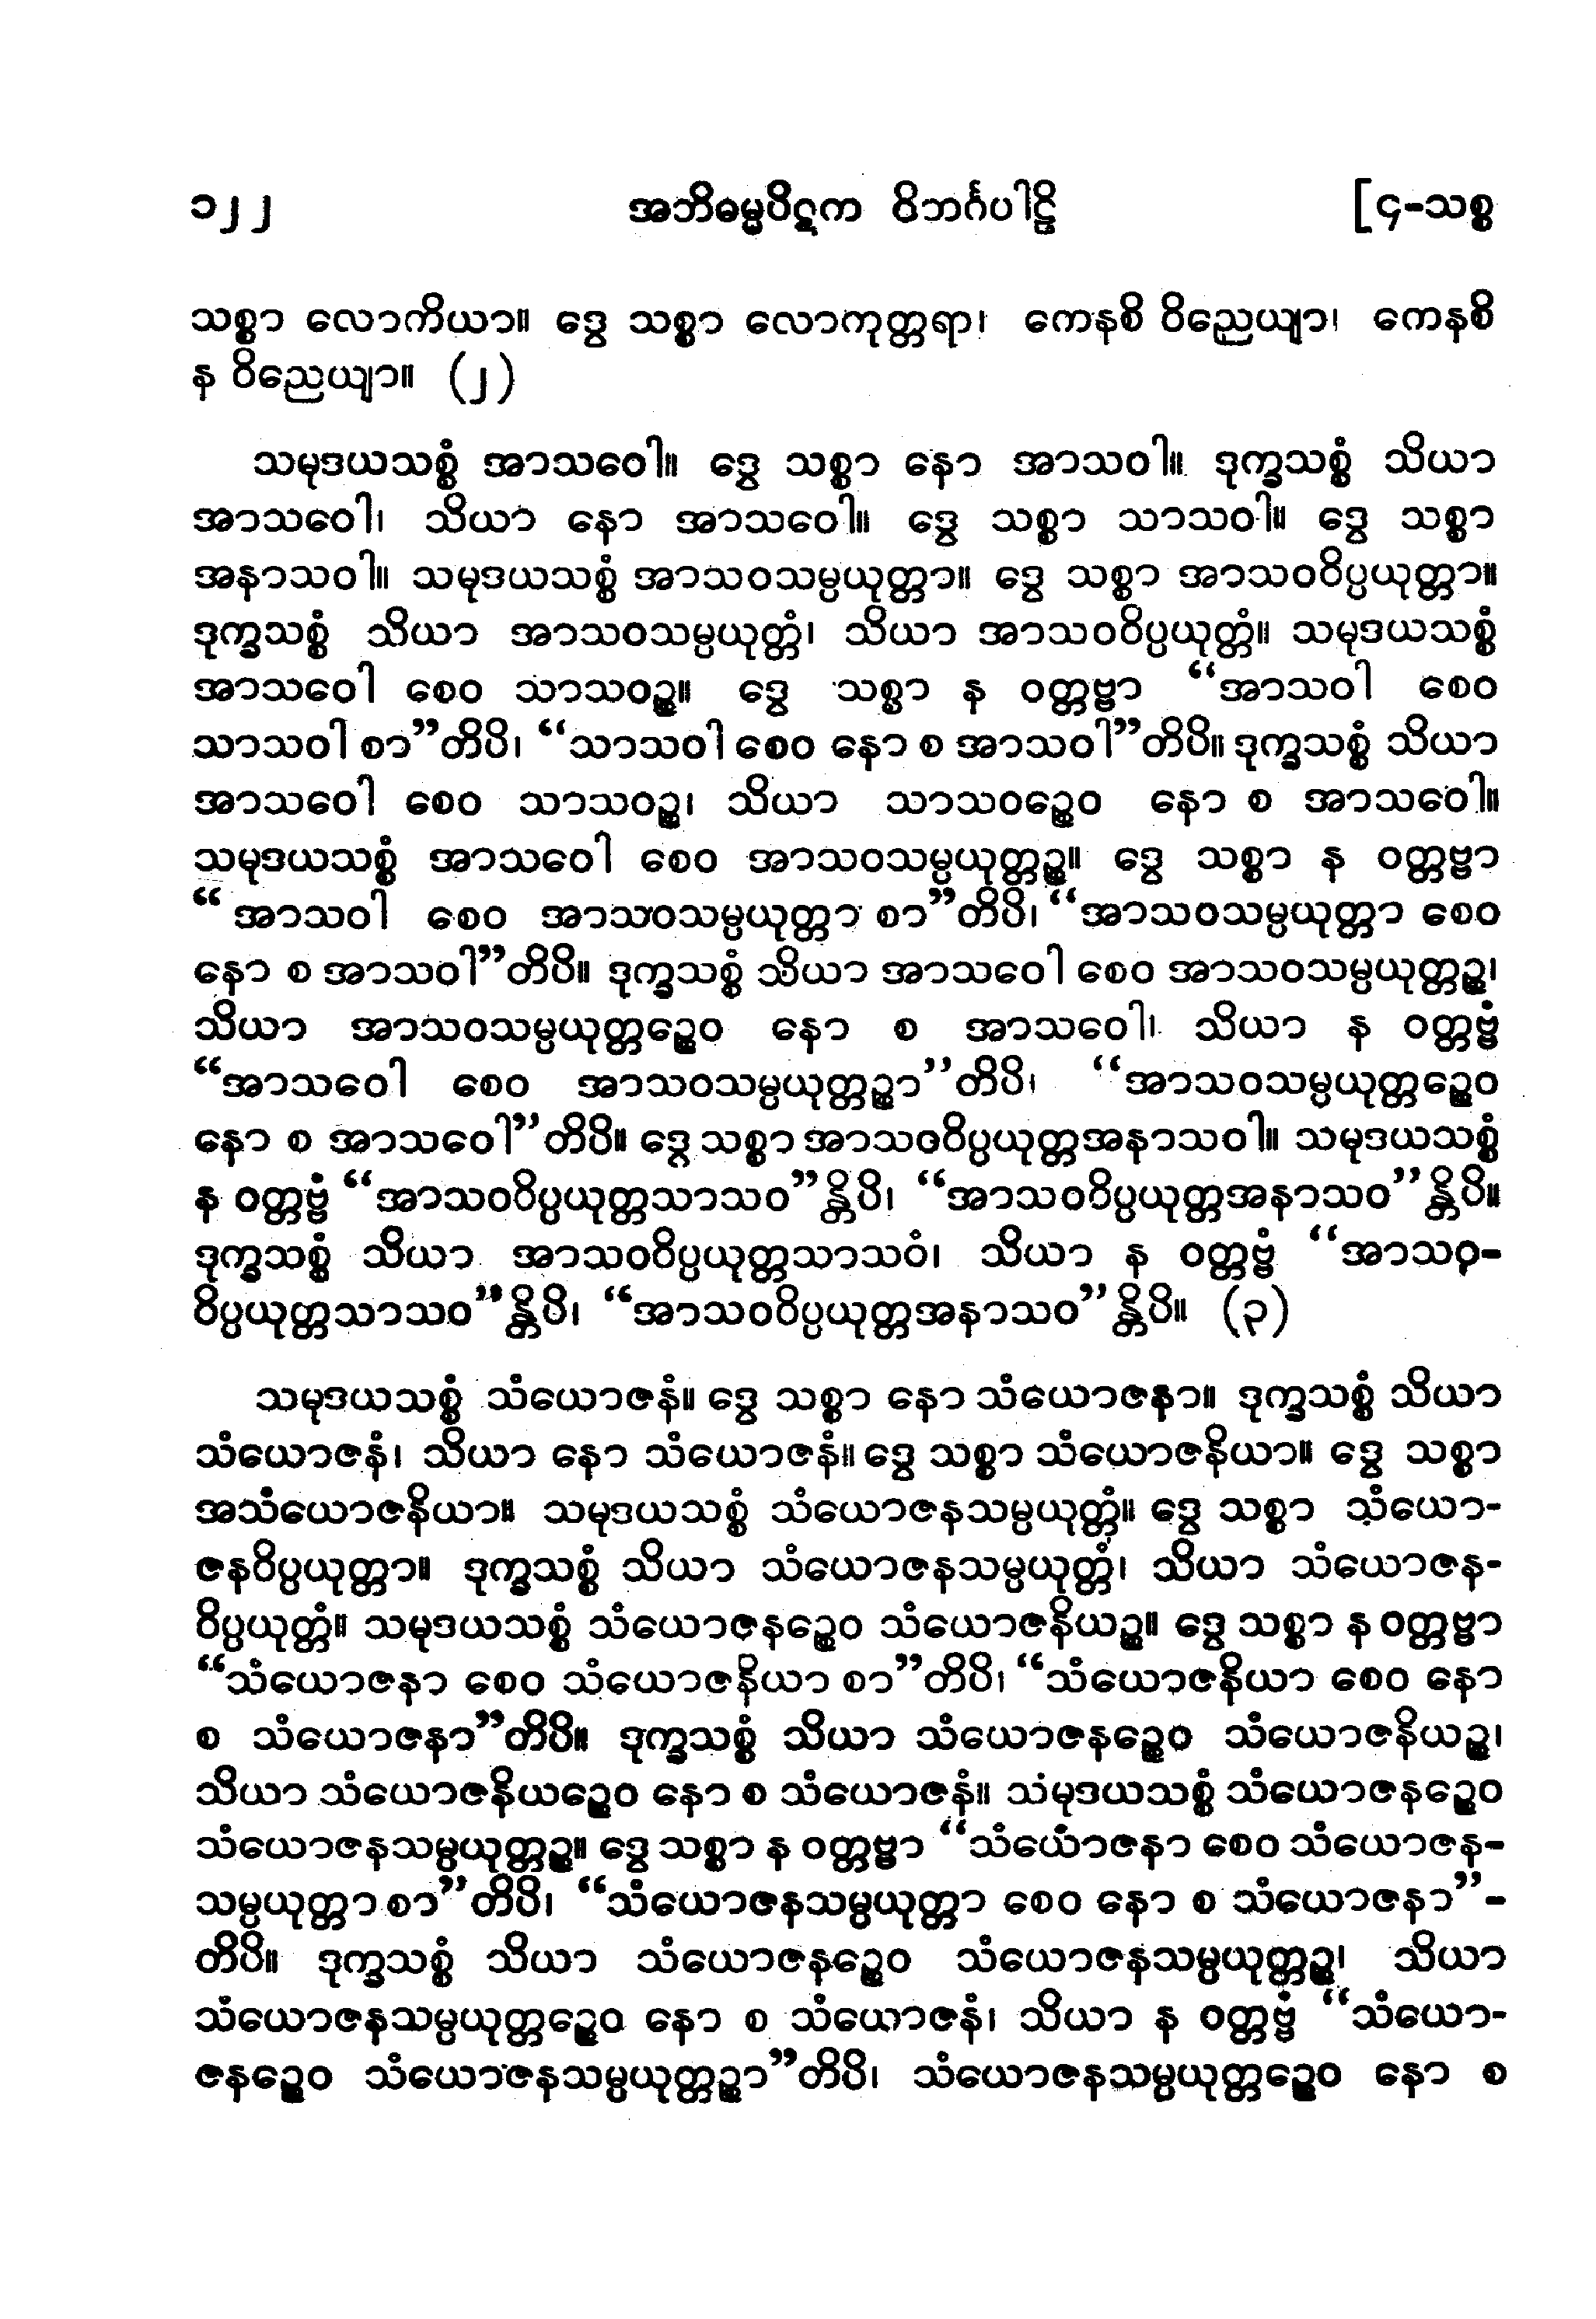 ၁၂၂ အဘိဓမ္မပိဋက ဝိဘင်္ဂပါဠိ [၄-သစ္စ
သစ္စာ လောကိယာ။ ဒွေ သစ္စာ လောကုတ္တရာ၊ ကေနစိ ဝိညေယျာ၊ ကေနစိ
န ဝိညေယျာ။ (၂)
သမုဒယသစ္စံ အာသဝေါ။ ဒွေ သစ္စာ နော အာသဝါ။ ဒုက္ခသစ္စံ သိယာ
အာသဝေါ၊ သိယာ နော အာသဝေါ။ ဒွေ သစ္စာ သာသဝါ။ ဒွေ သစ္စာ
အနာသဝါ။ သမုဒယသစ္စံ အာသဝသမ္ပယုတ္တာ။ ဒွေ သစ္စာ အာသဝဝိပ္ပယုတ္တာ။
ဒုက္ခသစ္စံ သိယာ အာသဝသမ္ပယုတ္တံ၊ သိယာ အာသဝဝိပ္ပယုတ္တံ။ သမုဒယသစ္စံ
အာသဝေါ စေဝ သာသဝဉ္စ။ ဒွေ သစ္စာ န ဝတ္တဗ္ဗာ “အာသဝါ စေဝ
သာသဝါ စာ”တိပိ၊ “သာသဝါ စေဝ နော စ အာသဝါ”တိပိ။ ဒုက္ခသစ္စံ သိယာ
အာသဝေါ စေဝ သာသဝဉ္စ၊ သိယာ သာသဝဉ္စေဝ နော စ အာသဝေါ။
သမုဒယသစ္စံ အာသဝေါ စေဝ အာသဝသမ္ပယုတ္တဉ္စ။ ဒွေ သစ္စာ န ဝတ္တဗ္ဗာ
“အာသဝါ စေဝ အာသဝသမ္ပယုတ္တာ စာ”တိပိ၊ “အာသဝသမ္ပယုတ္တာ စေဝ
နော စ အာသဝါ”တိပိ။ ဒုက္ခသစ္စံ သိယာ အာသဝေါ စေဝ အာသဝသမ္ပယုတ္တဉ္စ၊
သိယာ အာသဝသမ္ပယုတ္တဉ္စေဝ နော စ အာသဝေါ၊ သိယာ န ဝတ္တဗ္ဗံ
“အာသဝေါ စေဝ အာသဝသမ္ပယုတ္တဉ္စာ”တိပိ၊ “အာသဝသမ္ပယုတ္တဉ္စေဝ
နော စ အာသဝေါ”တိပိ။ ဒွေ သစ္စာ အာသဝဝိပ္ပယုတ္တအနာသဝါ။ သမုဒယသစ္စံ
န ဝတ္တဗ္ဗံ “အာသဝဝိပ္ပယုတ္တသာသဝ”န္တိပိ၊ “အာသဝဝိပ္ပယုတ္တအနာသဝ”န္တိပိ။
ဒုက္ခသစ္စံ သိယာ အာသဝဝိပ္ပယုတ္တသာသဝံ၊ သိယာ န ဝတ္တဗ္ဗံ “အာသဝ-
ဝိပ္ပယုတ္တသာသဝ”န္တိပိ၊ “အာသဝဝိပ္ပယုတ္တအနာသဝ”န္တိပိ။ (၃)
သမုဒယသစ္စံ သံယောဇနံ။ ဒွေ သစ္စာ နော သံယောဇနာ။ ဒုက္ခသစ္စံ သိယာ
သံယောဇနံ၊ သိယာ နော သံယောဇနံ။ ဒွေ သစ္စာ သံယောဇနိယာ။ ဒွေ သစ္စာ
အသံယောဇနိယာ။ သမုဒယသစ္စံ သံယောဇနသမ္ပယုတ္တံ။ ဒွေ သစ္စာ သံယော-
ဇနဝိပ္ပယုတ္တာ။ ဒုက္ခသစ္စံ သိယာ သံယောဇနသမ္ပယုတ္တံ၊ သိယာ သံယောဇန-
ဝိပ္ပယုတ္တံ။ သမုဒယသစ္စံ သံယောဇနဉ္စေဝ သံယောဇနိယဉ္စ။ ဒွေ သစ္စာ န ဝတ္တဗ္ဗာ
“သံယောဇနာ စေဝ သံယောဇနိယာ စာ”တိပိ၊ “သံယောဇနိယာ စေဝ နော
စ သံယောဇနာ”တိပိ။ ဒုက္ခသစ္စံ သိယာ သံယောဇနဉ္စေဝ သံယောဇနိယဉ္စ၊
သိယာ သံယောဇနိယဉ္စေဝ နော စ သံယောဇနံ။ သမုဒယသစ္စံ သံယောဇနဉ္စေဝ
သံယောဇနသမ္ပယုတ္တဉ္စ။ ဒွေ သစ္စာ န ဝတ္တဗ္ဗာ “သံယောဇနာ စေဝ သံယောဇန-
သမ္ပယုတ္တာ စာ”တိပိ၊ “သံယောဇနသမ္ပယုတ္တာ စေဝ နော စ သံယောဇနာ”-
တိပိ။ ဒုက္ခသစ္စံ သိယာ သံယောဇနဉ္စေဝ သံယောဇနသမ္ပယုတ္တဉ္စ၊ သိယာ
သံယောဇနသမ္ပယုတ္တဉ္စေဝ နော စ သံယောဇနံ၊ သိယာ န ဝတ္တဗ္ဗံ “သံယော-
ဇနဉ္စေဝ သံယောဇနသမ္ပယုတ္တဉ္စာ”တိပိ၊ သံယောဇနသမ္ပယုတ္တဉ္စေဝ နော စ